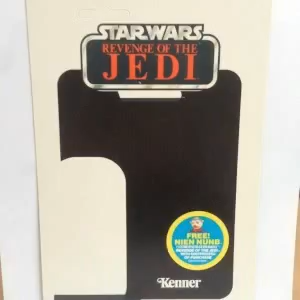 STAR WARS
REVENGE OF THE
JEDI
FREE!
NIEN NUNB
Kenner